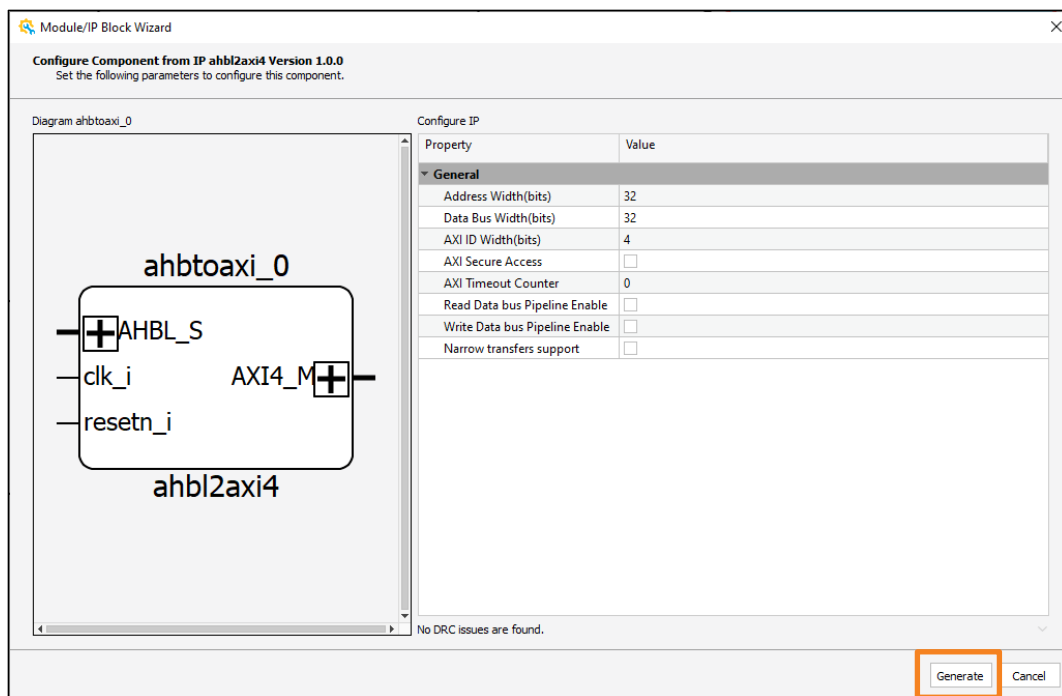 Module/IP Block Wizard
Configure Component from IP ahbl2axi4 Version 1.0.0
Set the following parameters to configure this component.
Diagram ahbtoaxi_0
ahbtoaxi_0
AHBL_S
clk_i AXI4_M
resetn_i
ahbl2axi4
Configure IP
Property Value
General
Address Width(bits) 32
Data Bus Width(bits) 32
AXI ID Width(bits) 4
AXI Secure Access
AXI Timeout Counter 0
Read Data bus Pipeline Enable
Write Data bus Pipeline Enable
Narrow transfers support
No DRC issues are found.
Generate Cancel